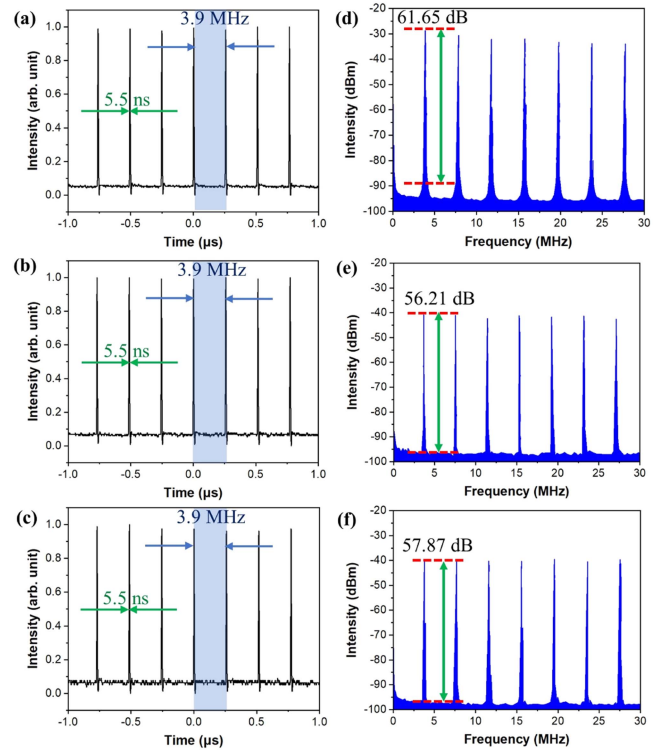 (a)
3.9 MHz
5.5 ns
Intensity (arb. unit)
1.0
0.8
0.6
0.4
0.2
0.0
-1.0 -0.5 0.0 0.5 1.0
Time (μs)
(d)
61.65 dB
Intensity (dBm)
-20
-30
-40
-50
-60
-70
-80
-90
-100
0 5 10 15 20 25 30
Frequency (MHz)
(b)
3.9 MHz
5.5 ns
Intensity (arb. unit)
1.0
0.8
0.6
0.4
0.2
0.0
-1.0 -0.5 0.0 0.5 1.0
Time (μs)
(e)
56.21 dB
Intensity (dBm)
-20
-30
-40
-50
-60
-70
-80
-90
-100
0 5 10 15 20 23 30
Frequency (MHz)
(c)
3.9 MHz
5.5 ns
Intensity (arb. unit)
1.0
0.8
0.6
0.4
0.2
0.0
-1.0 -0.5 0.0 0.5 1.0
Time (μs)
(f)
57.87 dB
Intensity (dBm)
-20
-30
-40
-50
-60
-70
-80
-90
-100
0 5 10 15 20 25 30
Frequency (MHz)